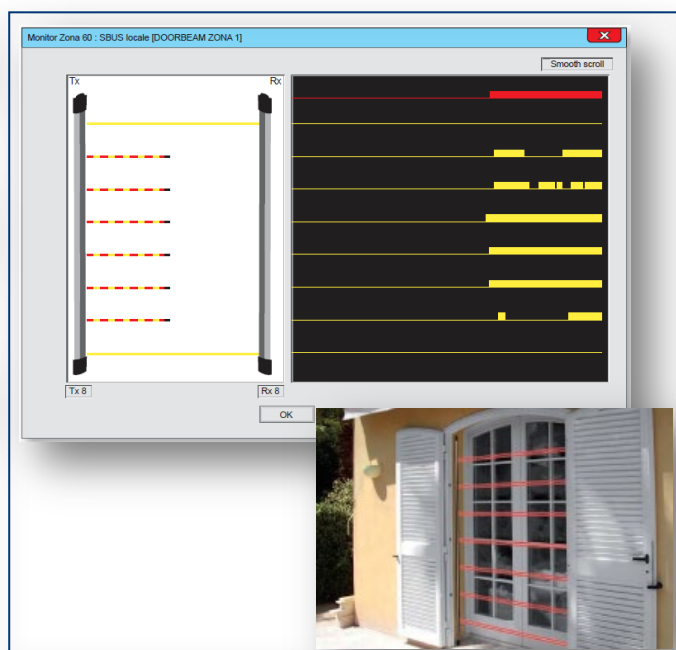 Monitor Zona 60 : SBUS locale [DOORBEAM ZONA 1]
Smooth scroll
Tx
Rx
Tx 8
Rx 8
OK